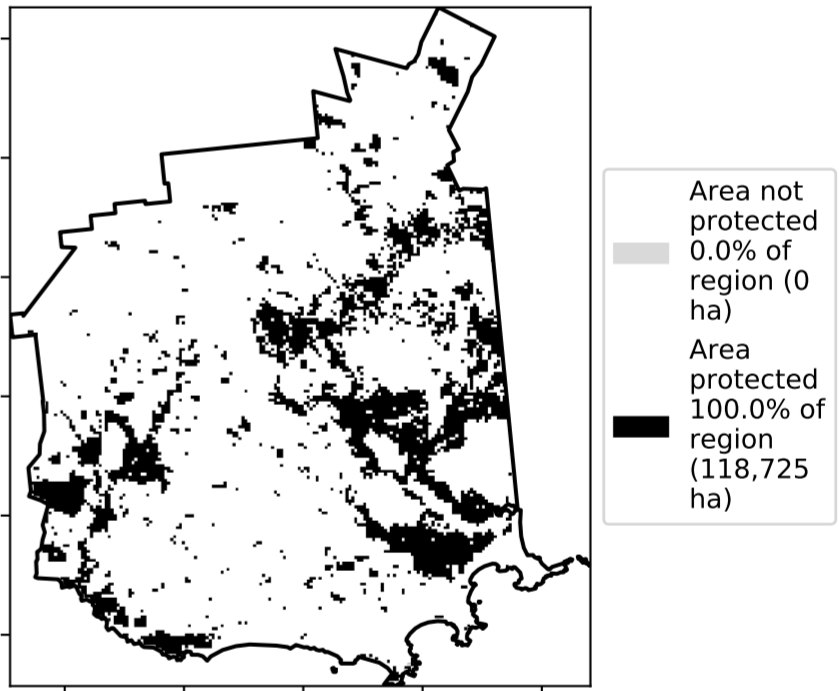 Area not
protected
0.0% of
region (0
ha)
Area
protected
100.0% of
region
(118,725
ha)